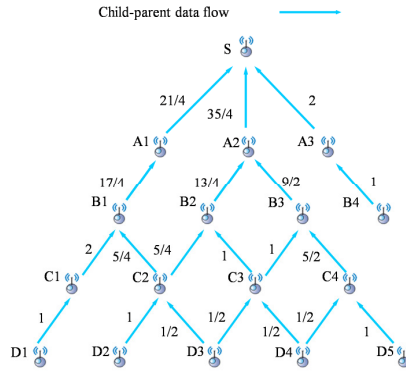 Child-parent data flow
S
21/4
35/4
2
A1
A2
A3
17/4
13/4
9/2
1
B1
B2
B3
B4
2
5/4
5/4
1
1
5/2
C1
C2
C3
C4
1
1
1/2
1/2
1/2
1/2
1
D1
D2
D3
D4
D5